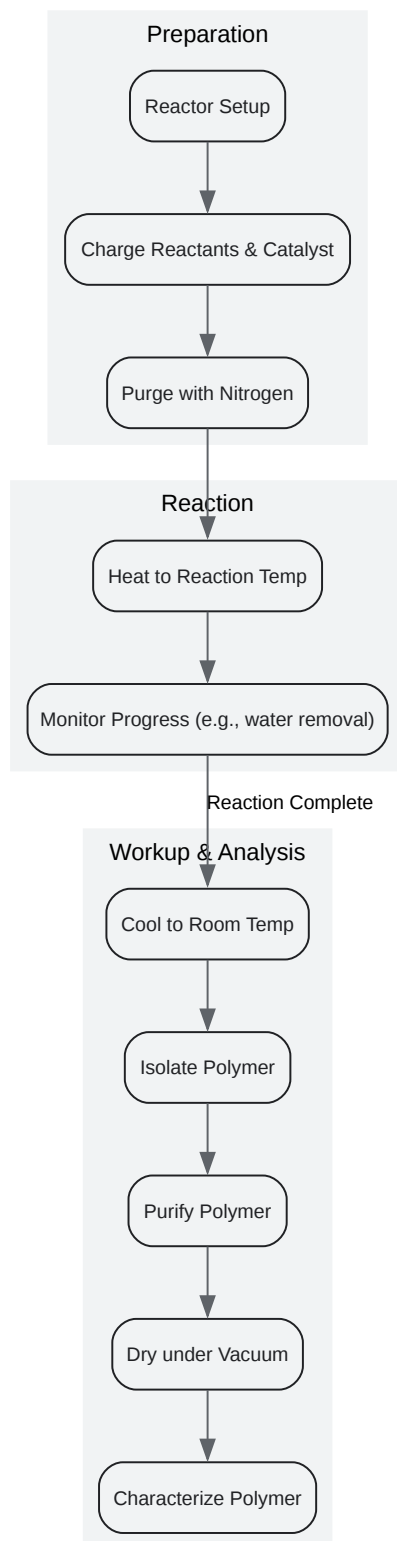 Preparation
Reactor Setup
Charge Reactants & Catalyst
Purge with Nitrogen
Reaction
Heat to Reaction Temp
Monitor Progress (e.g., water removal)
Reaction Complete
Workup & Analysis
Cool to Room Temp
Isolate Polymer
Purify Polymer
Dry under Vacuum
Characterize Polymer